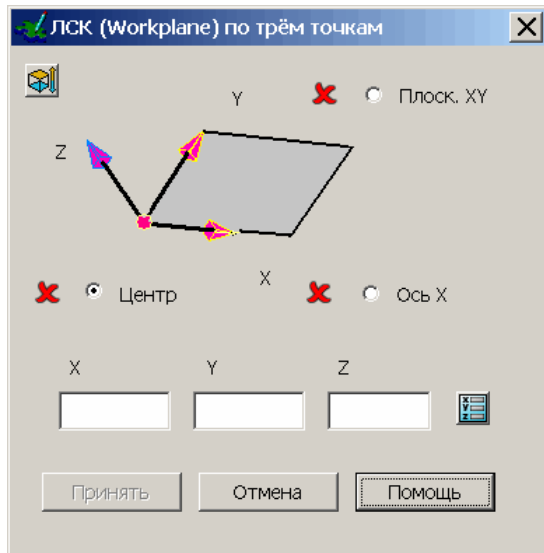 ЛСК (Workplane) по трём точкам
Y
Плоск. XY
Z
X
Центр
Ось X
X Y Z
Принять Отмена Помощь